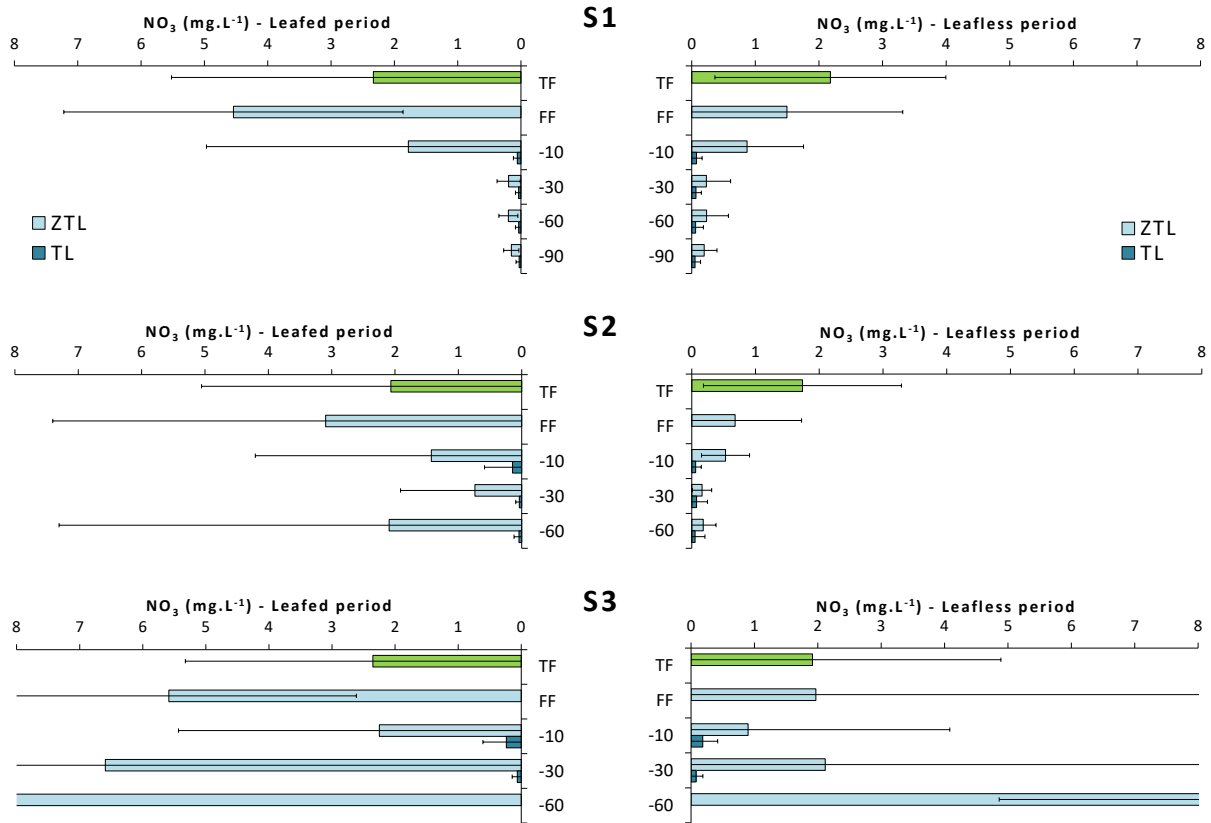 S1
NO₃ (mg.L⁻¹) - Leafed period
8 7 6 5 4 3 2 1 0
TF
FF
-10
-30
-60
-90
ZTL
TL
NO₃ (mg.L⁻¹) - Leafless period
0 1 2 3 4 5 6 7 8
TF
FF
-10
-30
-60
-90
ZTL
TL
S2
NO₃ (mg.L⁻¹) - Leafed period
8 7 6 5 4 3 2 1 0
TF
FF
-10
-30
-60
NO₃ (mg.L⁻¹) - Leafless period
0 1 2 3 4 5 6 7 8
TF
FF
-10
-30
-60
S3
NO₃ (mg.L⁻¹) - Leafed period
8 7 6 5 4 3 2 1 0
TF
FF
-10
-30
-60
NO₃ (mg.L⁻¹) - Leafless period
0 1 2 3 4 5 6 7 8
TF
FF
-10
-30
-60